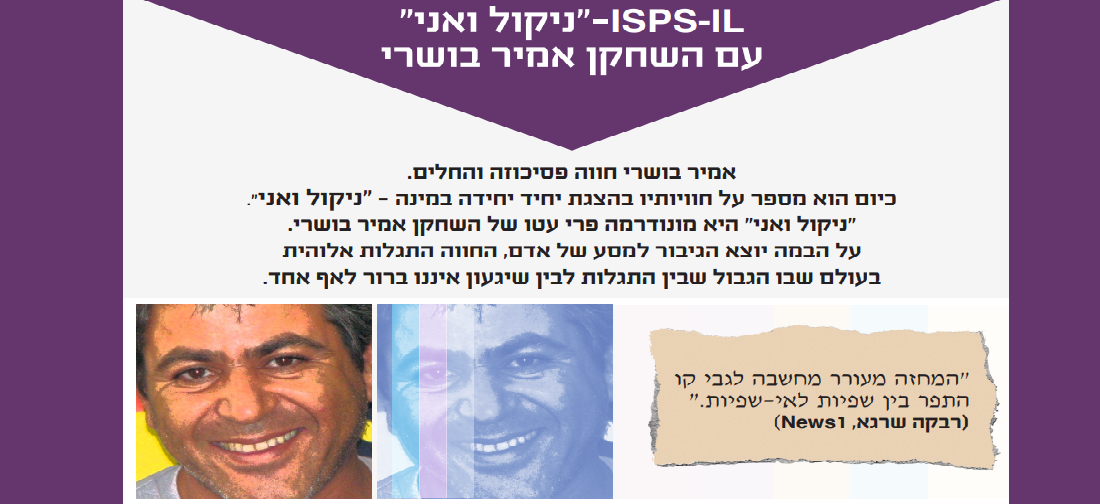 ISPS-IL–"ניקול ואני"
עם השחקן אמיר בושרי
אמיר בושרי חווה פסיכוזה והחלים.
כיום הוא מספר על חוויותיו בהצגת יחיד יחידה במינה - "ניקול ואני".
"ניקול ואני" היא מונודרמה פרי עטו של השחקן אמיר בושרי.
על הבמה יוצא הגיבור למסע של אדם, החווה התגלות אלוהית
בעולם שבו הגבול שבין התגלות לבין שיגעון איננו ברור לאף אחד.
"המחזה מעורר מחשבה לגבי קו
התפר בין שפיות לאי-שפיות."
(רבקה שרגא, News1)